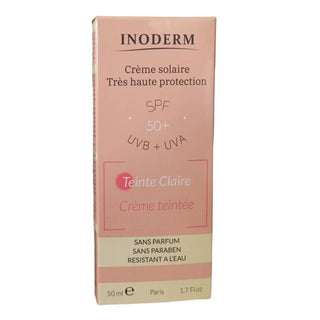 INODERM
Crème solaire
Très haute protection
SPF
50+
UVB + UVA
Teinte Claire
Crème teintée
SANS PARFUM
SANS PARABEN
RESISTANT A L'EAU
50 ml e Paris 1.7 Fl.oz